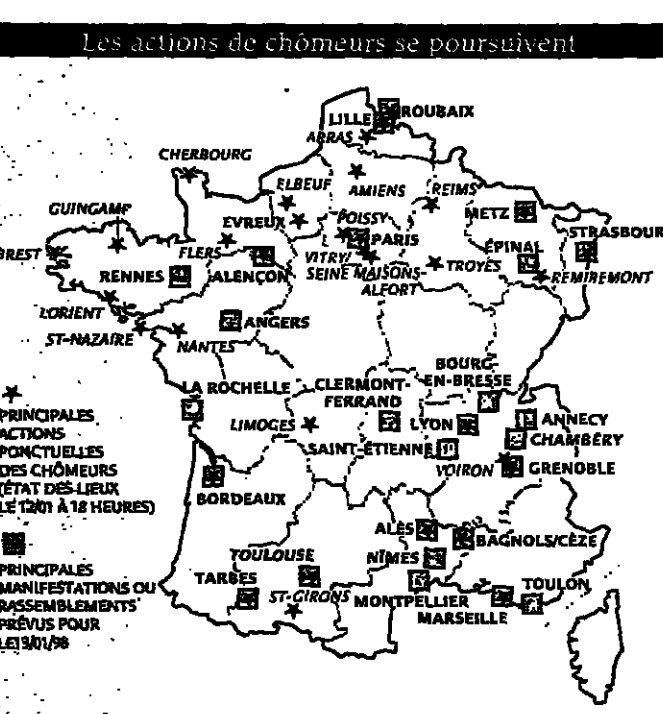 Les actions de chômeurs se poursuivent
LILLE
ROUBAIX
ARRAS
CHERBOURG
ELBEUF
AMIENS
REIMS
GUINGAMP
EVREUX
POISSY
METZ
STRASBOUR
BREST
FLERS
PARIS
ÉPINAL
RENNES
ALENÇON
VITRY/
SEINE
MAISONS-
ALFORT
TROYES
REMIREMONT
LORIENT
ANGERS
ST-NAZAIRE
NANTES
BOURG-
EN-BRESSE
LA ROCHELLE
CLERMONT-
FERRAND
LIMOGES
LYON
ANNECY
CHAMBÉRY
SAINT-ÉTIENNE
VOIRON
GRENOBLE
BORDEAUX
PRINCIPALES
ACTIONS
PONCTUELLES
DES CHÔMEURS
(ÉTAT DES LIEUX
LE 12/01 À 18 HEURES)
ALÈS
BAGNOLS/CÈZE
TOULOUSE
NÎMES
TARBES
ST-GIRONS
MONTPELLIER
TOULON
MARSEILLE
PRINCIPALES
MANIFESTATIONS OU
RASSEMBLEMENTS
PRÉVUS POUR
LE 13/01/98